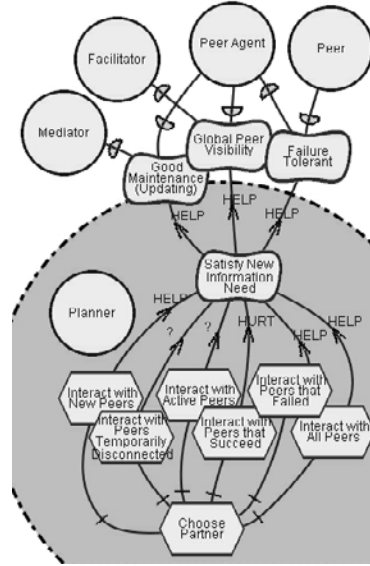 Peer Agent
Peer
Facilitator
Mediator
Global Peer
Visibility
Failure
Tolerant
Good
Maintenance
(Updating)
HELP
HELP
HELP
Satisfy New
Information
Need
Planner
HELP
?
?
HURT
HELP
HELP
Interact with
New Peers
Interact with
Active Peers
Interact with
Peers that
Failed
Interact with
Peers
Temporarily
Disconnected
Interact with
Peers that
Succeed
Interact with
All Peers
Choose
Partner